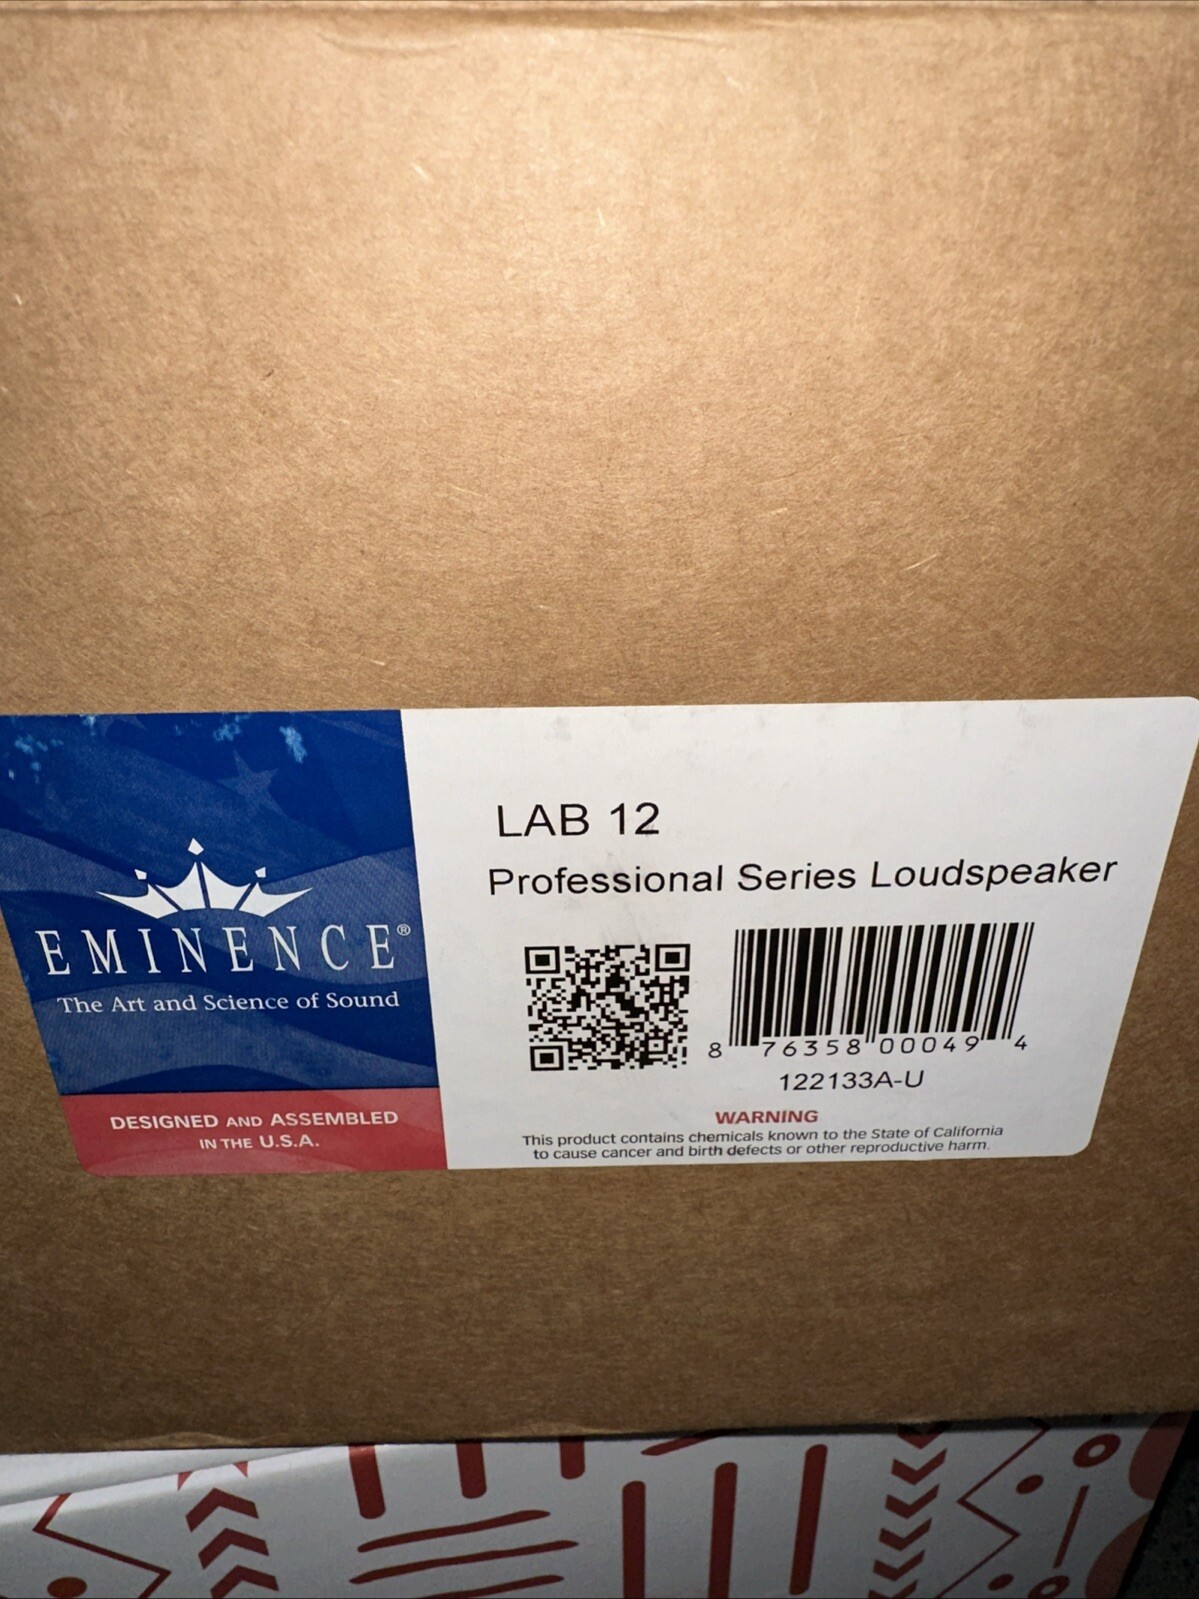 EMINENCE®
The Art and Science of Sound
DESIGNED AND ASSEMBLED
IN THE U.S.A.
LAB 12
Professional Series Loudspeaker
8 76358 00049 4
122133A-U
WARNING
This product contains chemicals known to the State of California
to cause cancer and birth defects or other reproductive harm.